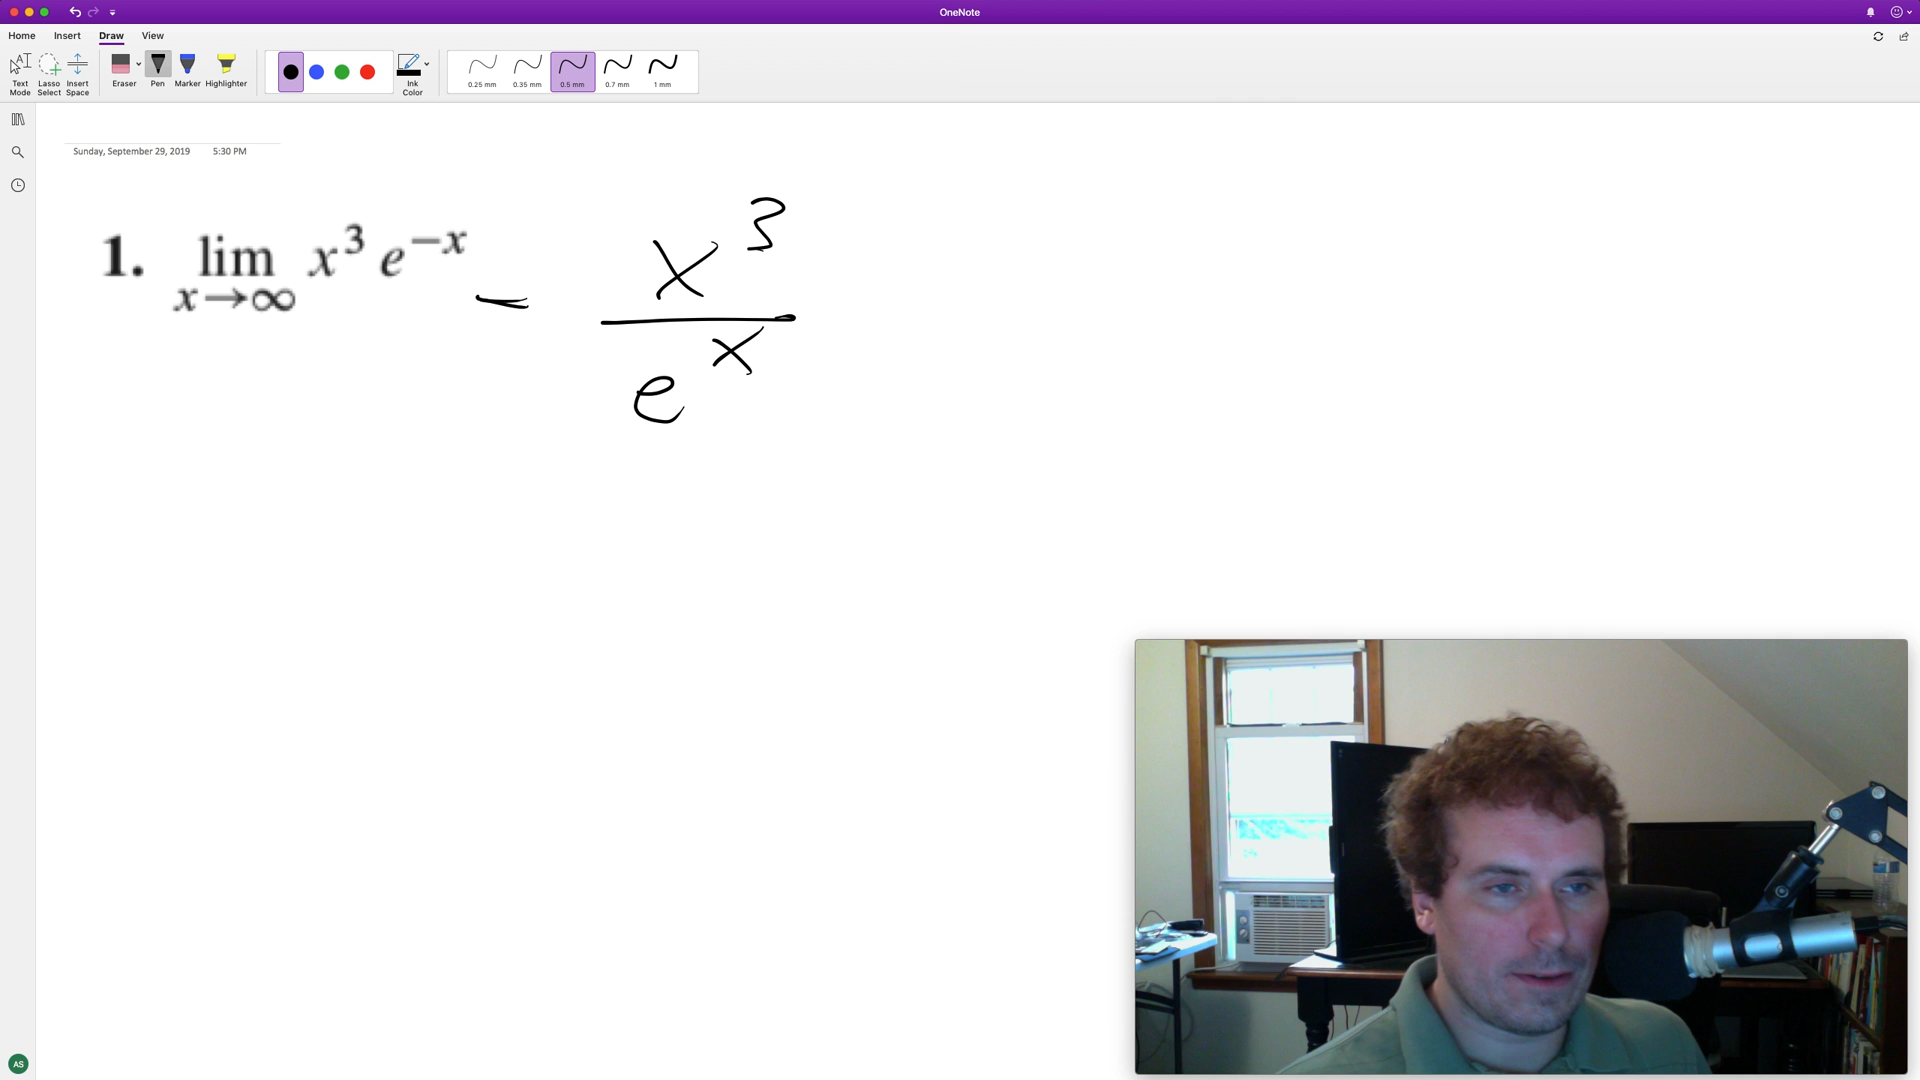 OneNote
Home Insert Draw View
Text Mode
Lasso Select
Insert Space
Eraser
Pen
Marker
Highlighter
Ink Color
0.25 mm
0.35 mm
0.5 mm
0.7 mm
1 mm
Sunday, September 29, 2019 5:30 PM
1. lim x→∞ x³ e⁻ˣ = x³ / eˣ
AS